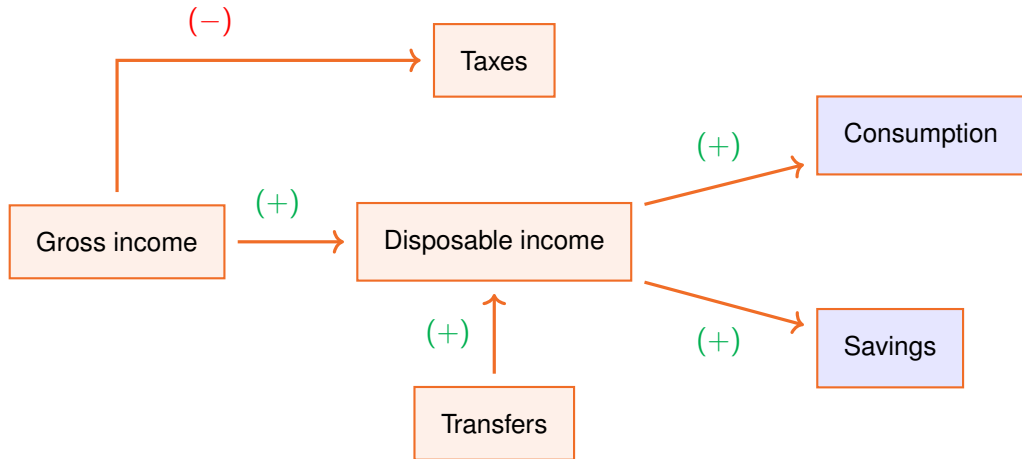 (−)
Taxes
Consumption
(+)
(+)
Gross income
Disposable income
(+)
(+)
Savings
Transfers